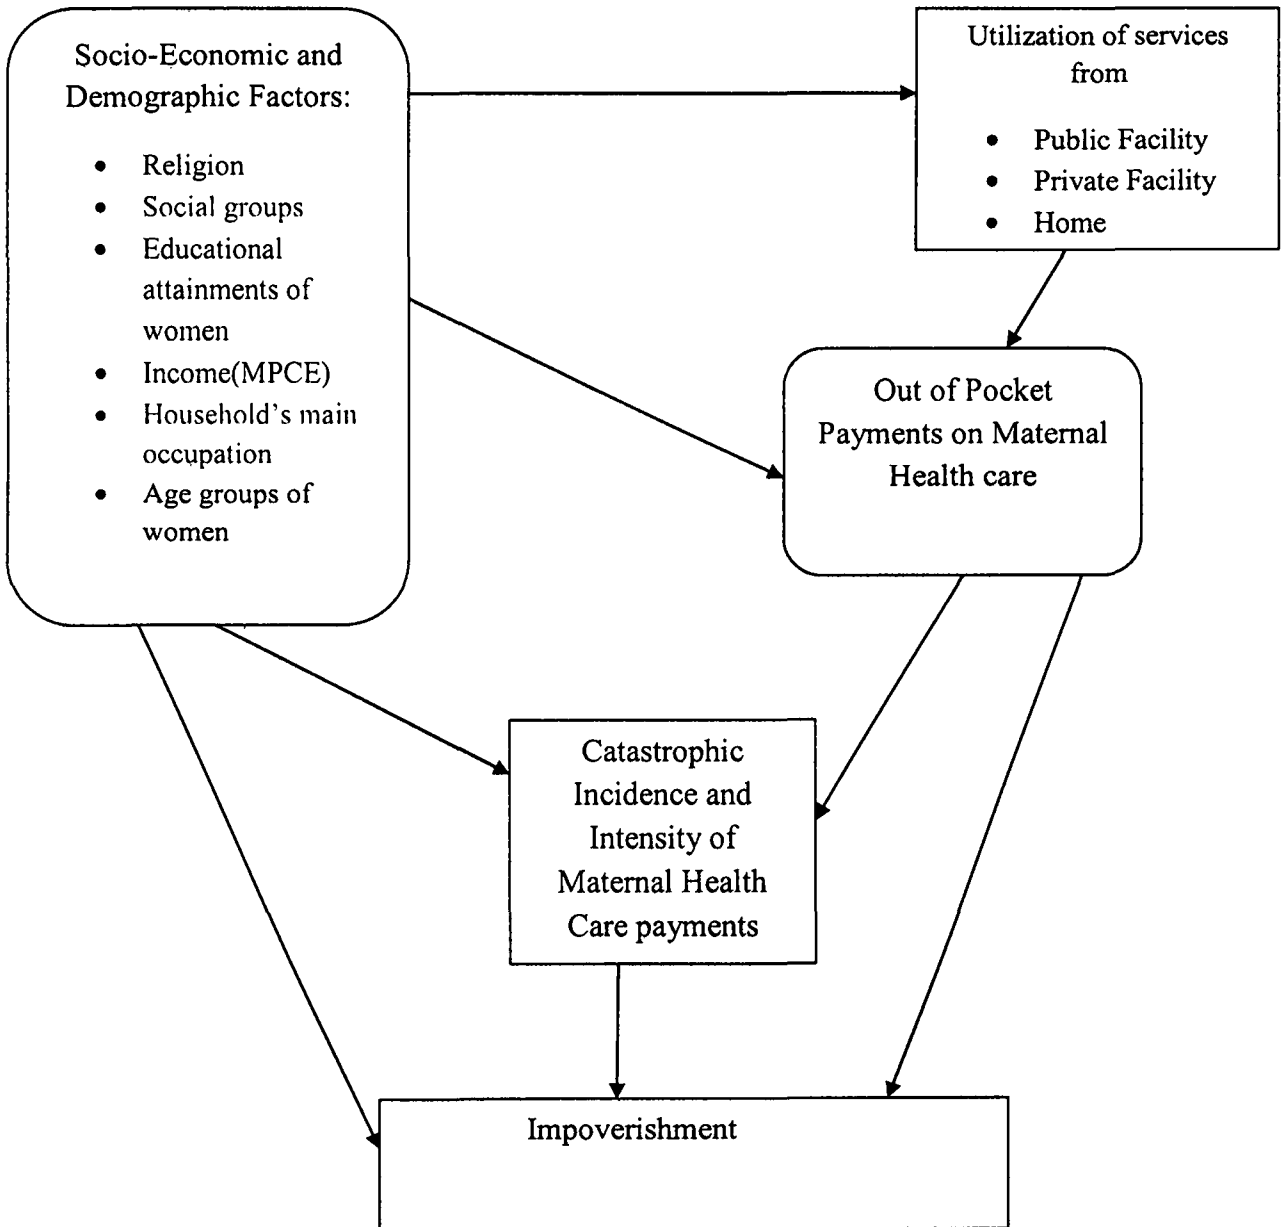 Socio-Economic and
Demographic Factors:
• Religion
• Social groups
• Educational
attainments of
women
• Income(MPCE)
• Household's main
occupation
• Age groups of
women
Utilization of services
from
• Public Facility
• Private Facility
• Home
Out of Pocket
Payments on Maternal
Health care
Catastrophic
Incidence and
Intensity of
Maternal Health
Care payments
Impoverishment